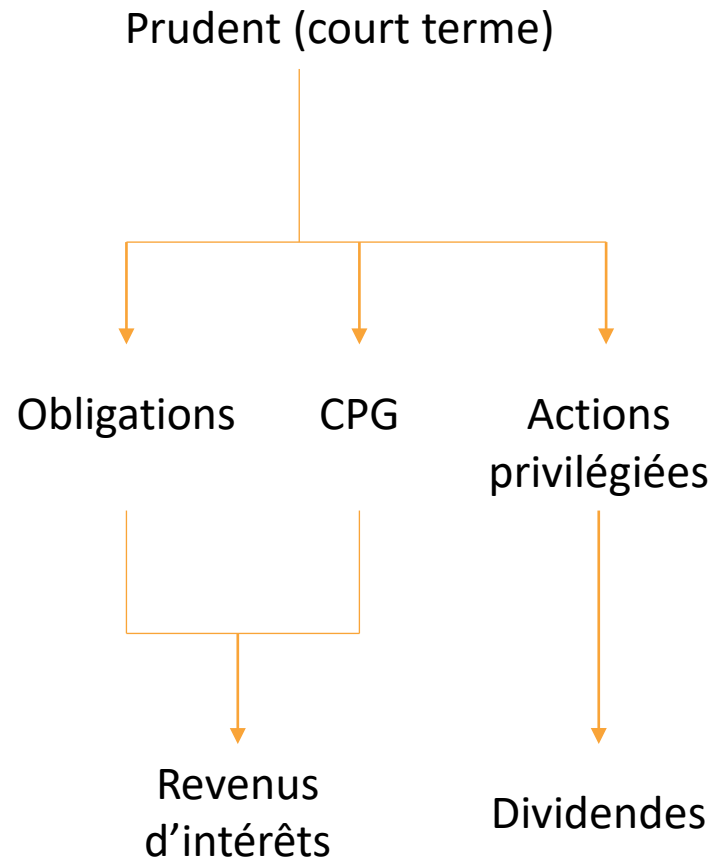 Prudent (court terme)
Obligations
CPG
Actions
privilégiées
Revenus
d’intérêts
Dividendes